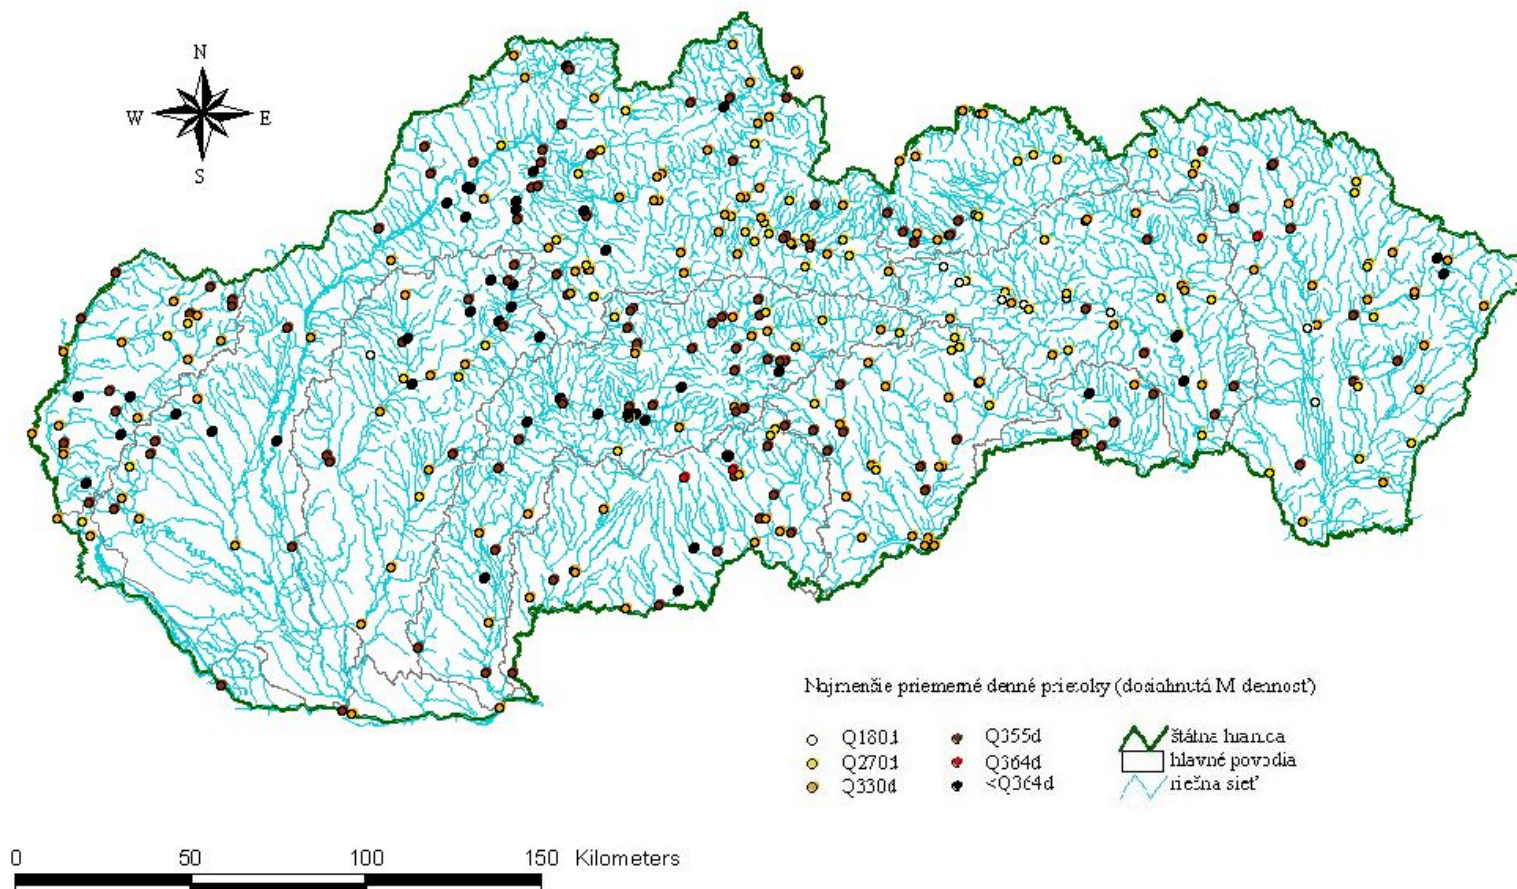 N
W E
S
Najmenšie priemerné denné prietoky (dosiahnutá M dennosť)
Q180d Q355d štátna hranica
Q270d Q364d hlavné povodia
Q330d <Q364d riečna sieť
0 50 100 150 Kilometers